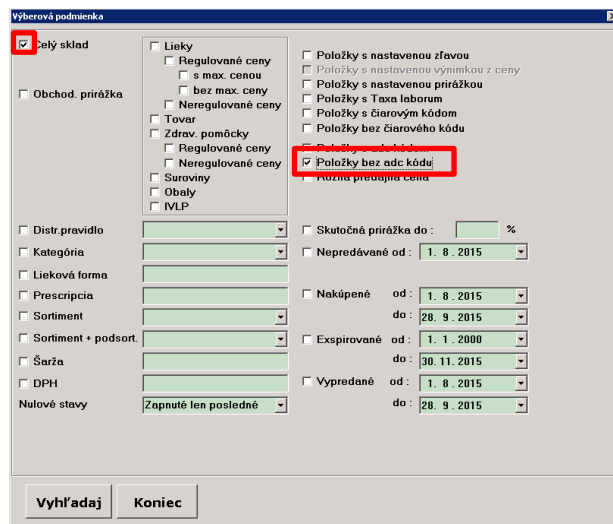 Výberová podmienka
Celý sklad
Obchod. prirážka
Lieky
Regulované ceny
s max. cenou
bez max. ceny
Neregulované ceny
Tovar
Zdrav. pomôcky
Regulované ceny
Neregulované ceny
Suroviny
Obaly
IVLP
Položky s nastavenou zľavou
Položky s nastavenou výnimkou z ceny
Položky s nastavenou prirážkou
Položky s Taxa laborum
Položky s čiarovým kódom
Položky bez čiarového kódu
Položky s adc kódom
Položky bez adc kódu
Rôzna predajná cena
Distr.pravidlo
Kategória
Lieková forma
Prescripcia
Sortiment
Sortiment + podsort.
Šarža
DPH
Nulové stavy Zapnuté len posledné
Skutočná prirážka do : %
Nepredávané od : 1. 8 . 2015
Nakúpené od : 1. 8 . 2015
do : 28. 9 . 2015
Exspirované od : 1. 1 . 2000
do : 30. 11. 2015
Vypredané od : 1. 8 . 2015
do : 28. 9 . 2015
Vyhľadaj Koniec